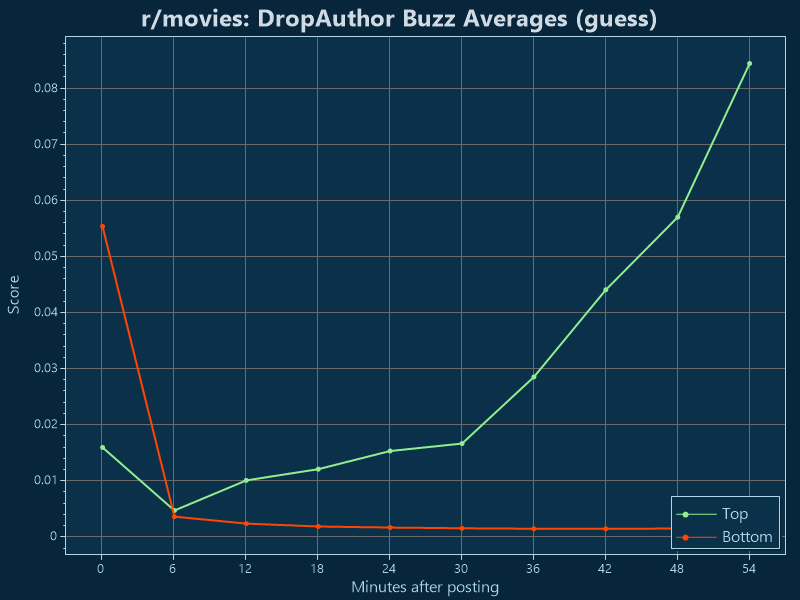 r/movies: DropAuthor Buzz Averages (guess)
Score
0.08
0.07
0.06
0.05
0.04
0.03
0.02
0.01
0
Top
Bottom
0 6 12 18 24 30 36 42 48 54
Minutes after posting